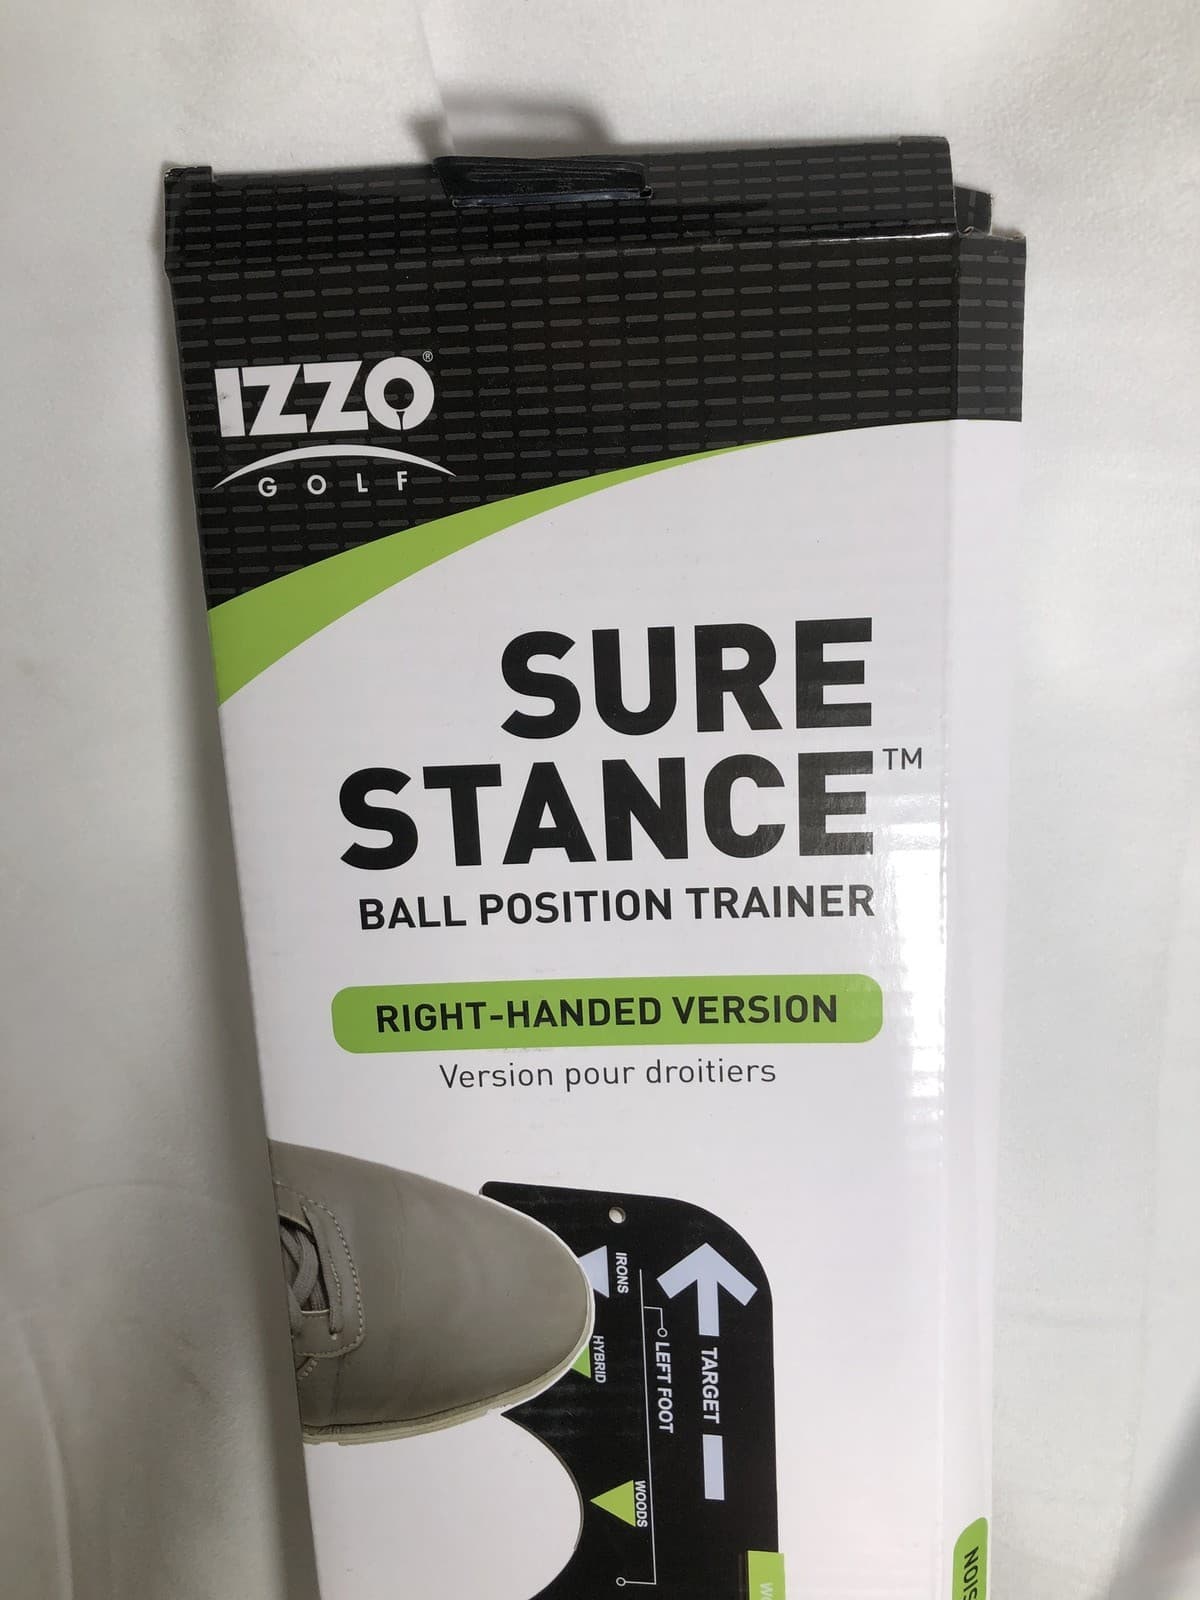 IZZO®
GOLF
SURE
STANCE™
BALL POSITION TRAINER
RIGHT-HANDED VERSION
Version pour droitiers
IRONS
HYBRID
LEFT FOOT
TARGET
WOODS